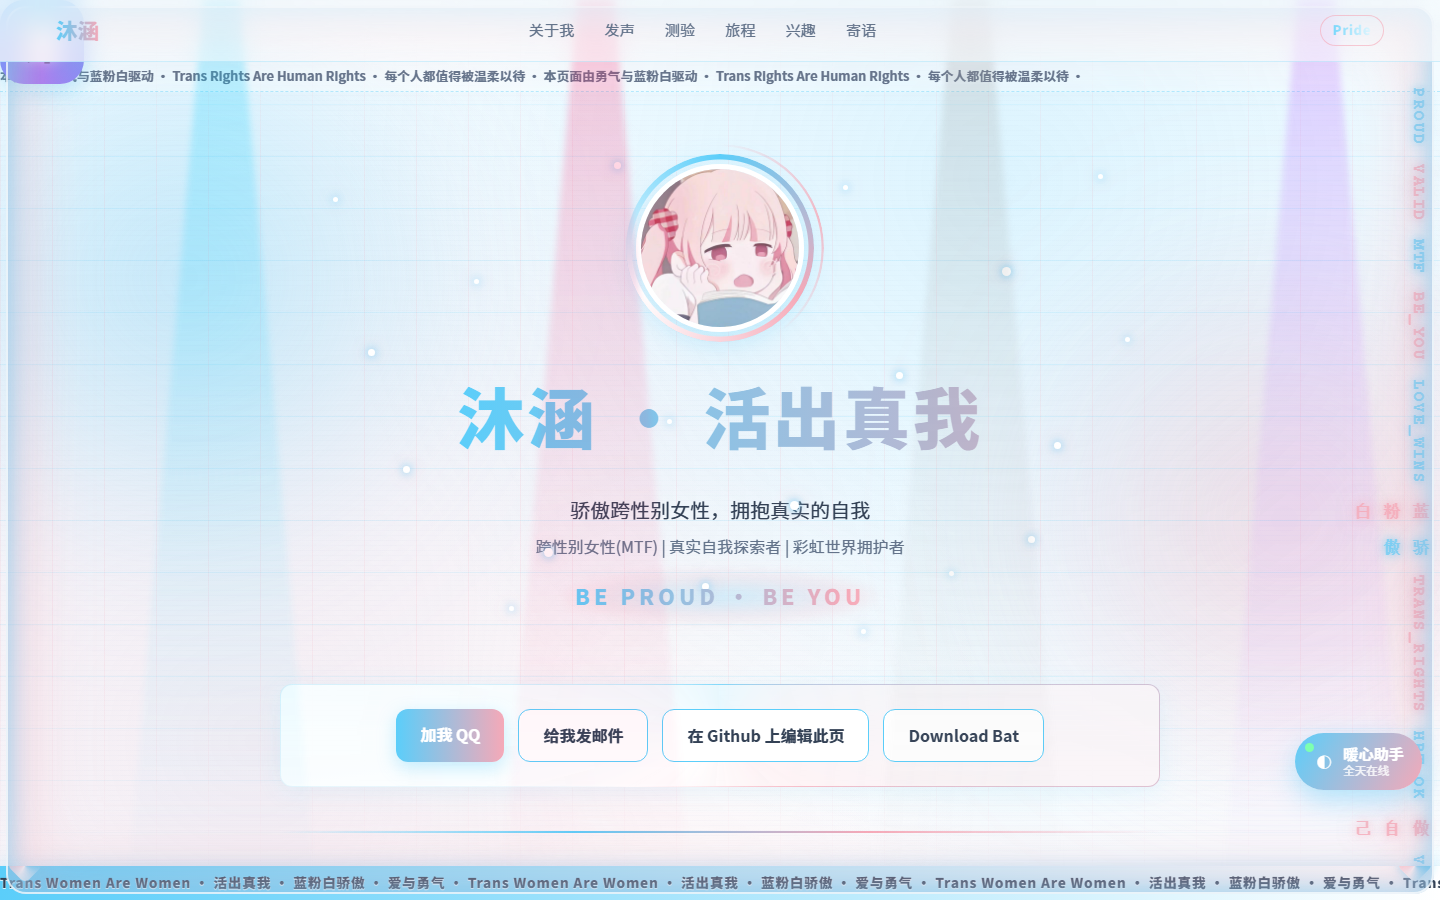 沐涵
关于我 发声 测验 旅程 兴趣 寄语
Pride
与蓝粉白驱动 • Trans Rights Are Human Rights • 每个人都值得被温柔以待 • 本页面由勇气与蓝粉白驱动 • Trans Rights Are Human Rights • 每个人都值得被温柔以待 •
沐涵 • 活出真我
骄傲跨性别女性，拥抱真实的自我
跨性别女性(MTF) | 真实自我探索者 | 彩虹世界拥护者
BE PROUD • BE YOU
加我 QQ
给我发邮件
在 Github 上编辑此页
Download Bat
PROUD VALID MTF BE_YOU LOVE_WINS
蓝粉白
骄傲
TRANS_RIGHTS
OK
做自己
V
暖心助手
全天在线
Trans Women Are Women • 活出真我 • 蓝粉白骄傲 • 爱与勇气 • Trans Women Are Women • 活出真我 • 蓝粉白骄傲 • 爱与勇气 • Trans Women Are Women • 活出真我 • 蓝粉白骄傲 • 爱与勇气 • Trans